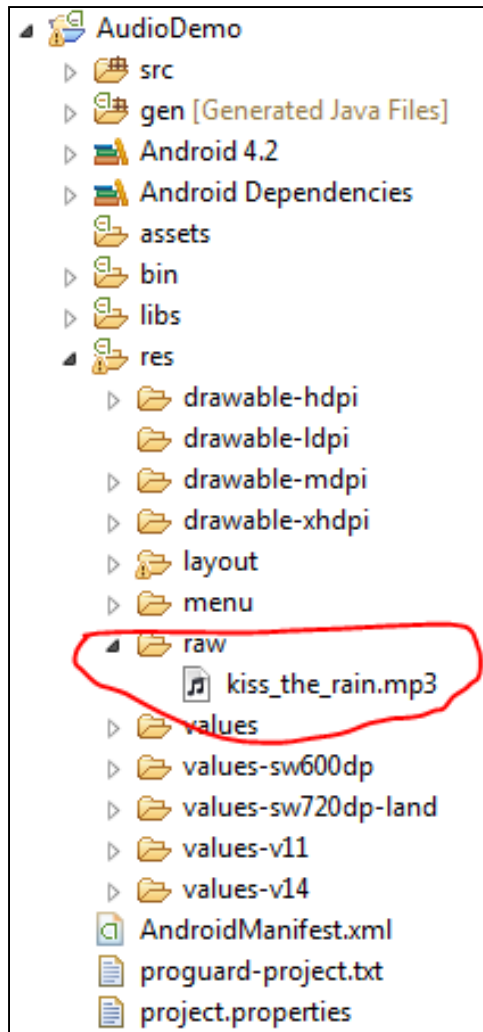 AudioDemo
src
gen [Generated Java Files]
Android 4.2
Android Dependencies
assets
bin
libs
res
drawable-hdpi
drawable-ldpi
drawable-mdpi
drawable-xhdpi
layout
menu
raw
kiss_the_rain.mp3
values
values-sw600dp
values-sw720dp-land
values-v11
values-v14
AndroidManifest.xml
proguard-project.txt
project.properties